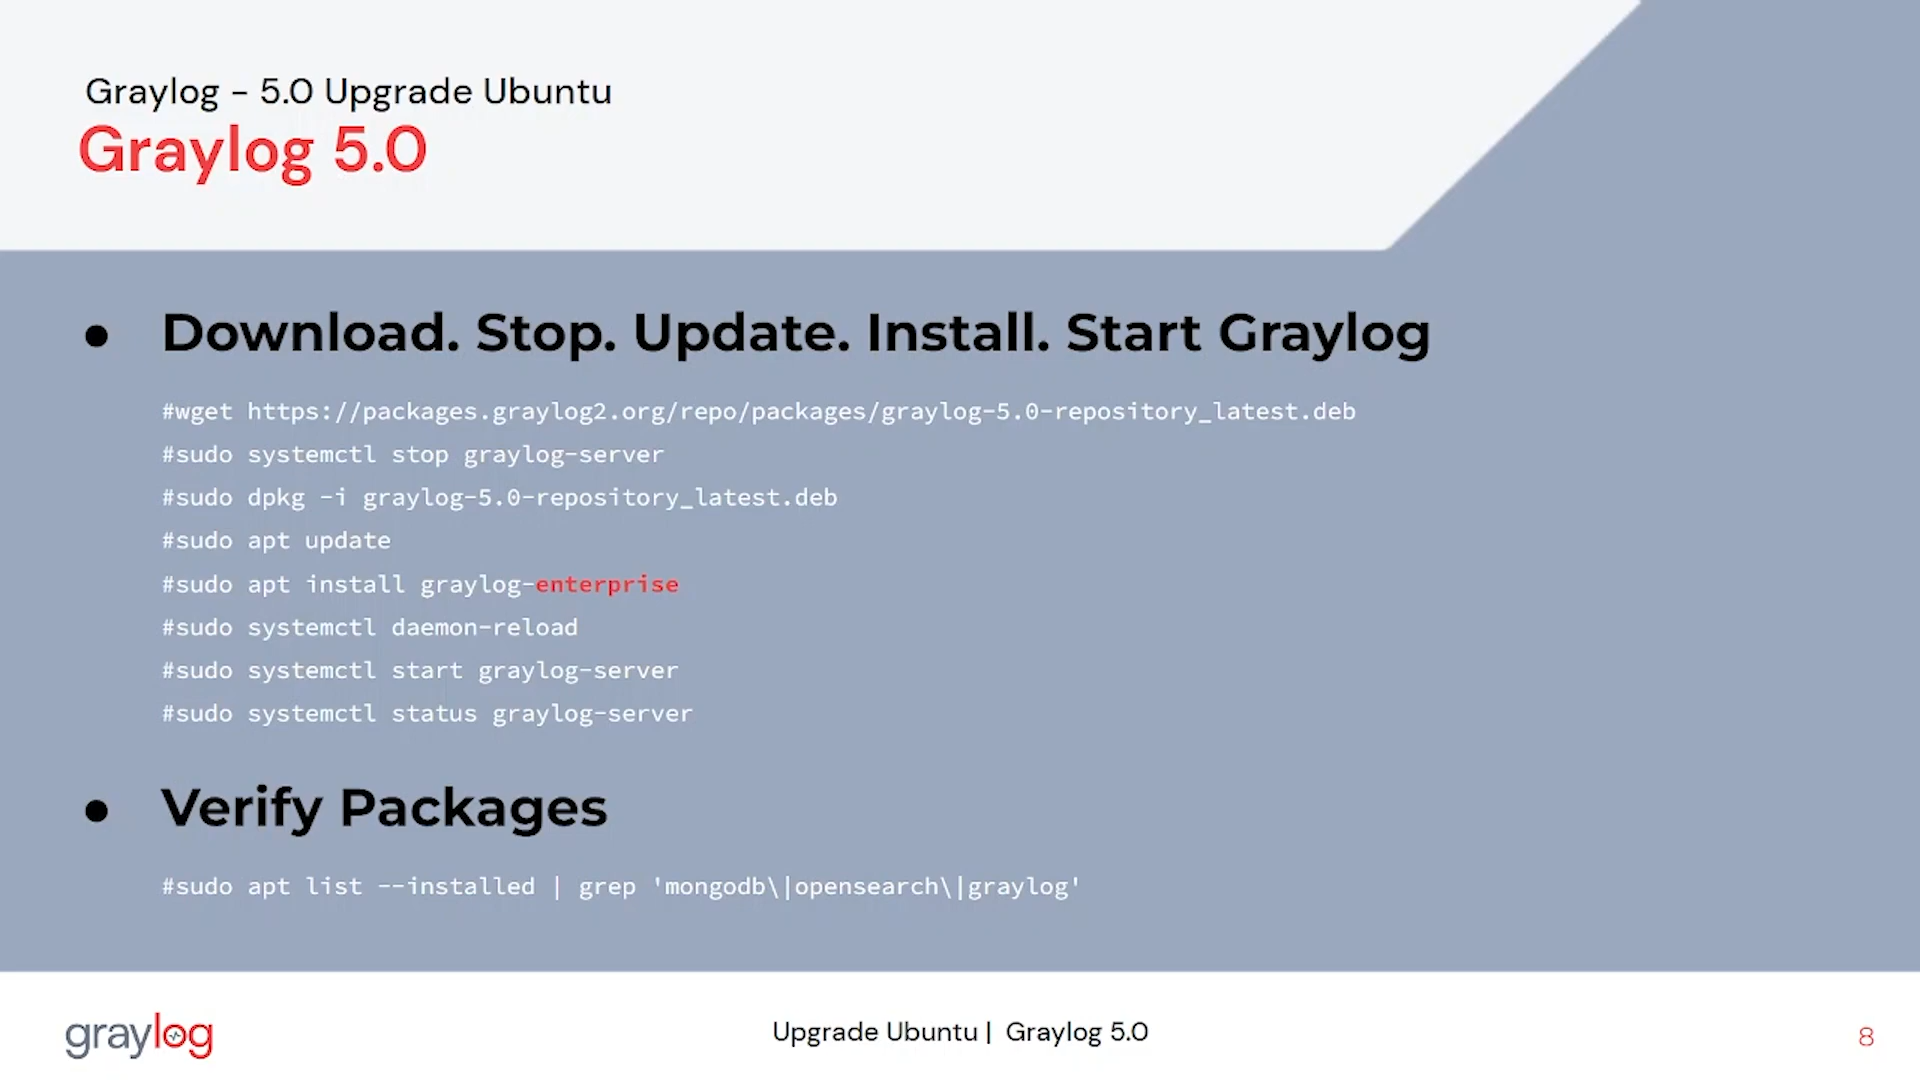 Graylog - 5.0 Upgrade Ubuntu
Graylog 5.0
● Download. Stop. Update. Install. Start Graylog
#wget https://packages.graylog2.org/repo/packages/graylog-5.0-repository_latest.deb
#sudo systemctl stop graylog-server
#sudo dpkg -i graylog-5.0-repository_latest.deb
#sudo apt update
#sudo apt install graylog-enterprise
#sudo systemctl daemon-reload
#sudo systemctl start graylog-server
#sudo systemctl status graylog-server
● Verify Packages
#sudo apt list --installed | grep 'mongodb\|opensearch\|graylog'
graylog
Upgrade Ubuntu | Graylog 5.0
8